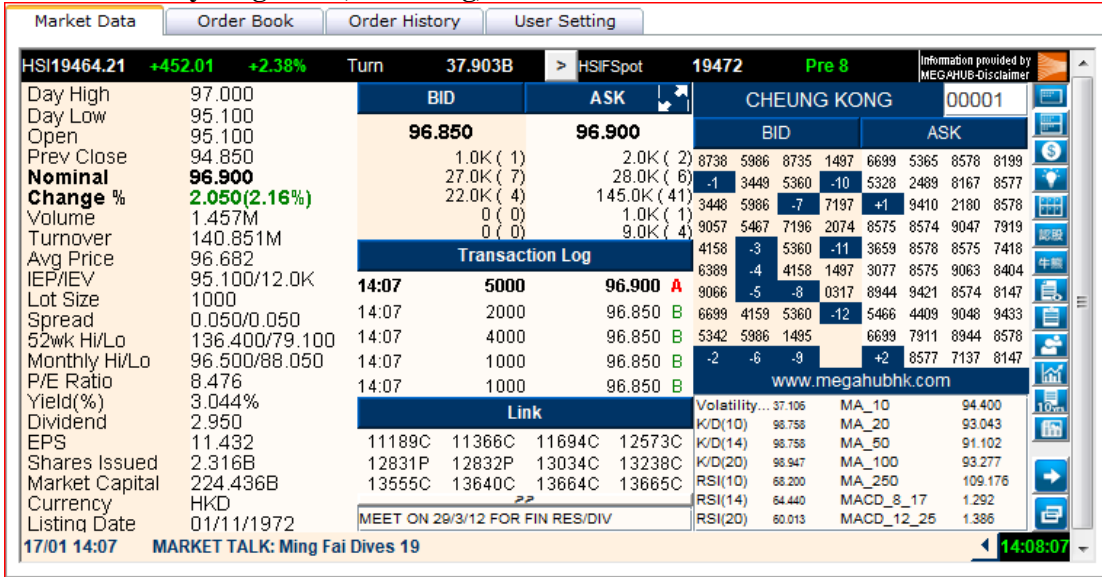 Market Data Order Book Order History User Setting
HSI19464.21 +452.01 +2.38% Turn 37.903B > HSIFSpot 19472 Pre 8 Information provided by MEGAHUB-Disclaimer
Day High 97.000
Day Low 95.100
Open 95.100
Prev Close 94.850
Nominal 96.900
Change % 2.050(2.16%)
Volume 1.457M
Turnover 140.851M
Avg Price 96.682
IEP/IEV 95.100/12.0K
Lot Size 1000
Spread 0.050/0.050
52wk Hi/Lo 136.400/79.100
Monthly Hi/Lo 96.500/88.050
P/E Ratio 8.476
Yield(%) 3.044%
Dividend 2.950
EPS 11.432
Shares Issued 2.316B
Market Capital 224.436B
Currency HKD
Listing Date 01/11/1972
BID ASK
96.850 96.900
1.0K ( 1) 2.0K ( 2)
27.0K ( 7) 28.0K ( 6)
22.0K ( 4) 145.0K ( 41)
0 ( 0) 1.0K ( 1)
0 ( 0) 9.0K ( 4)
Transaction Log
14:07 5000 96.900 A
14:07 2000 96.850 B
14:07 4000 96.850 B
14:07 1000 96.850 B
14:07 1000 96.850 B
Link
11189C 11366C 11694C 12573C
12831P 12832P 13034C 13238C
13555C 13640C 13664C 13665C
>>
MEET ON 29/3/12 FOR FIN RES/DIV
CHEUNG KONG 00001
BID ASK
8738 5986 8735 1497 6699 5365 8578 8199
-1 3449 5360 -10 5328 2489 8167 8577
3448 5986 -7 7197 +1 9410 2180 8578
9057 5467 7196 2074 8575 8574 9047 7919
4158 -3 5360 -11 3659 8578 8575 7418
6389 -4 4158 1497 3077 8575 9063 8404
9066 -5 -8 0317 8944 9421 8574 8147
6699 4159 5360 -12 5466 4409 9048 9433
5342 5986 1495 6699 7911 8944 8578
-2 -6 -9 +2 8577 7137 8147
www.megahubhk.com
Volatility... 37.106 MA_10 94.400
K/D(10) 98.758 MA_20 93.043
K/D(14) 98.758 MA_50 91.102
K/D(20) 98.947 MA_100 93.277
RSI(10) 68.200 MA_250 109.176
RSI(14) 64.440 MACD_8_17 1.292
RSI(20) 60.013 MACD_12_25 1.386
認股
牛熊
10yrs
17/01 14:07 MARKET TALK: Ming Fai Dives 19 14:08:07